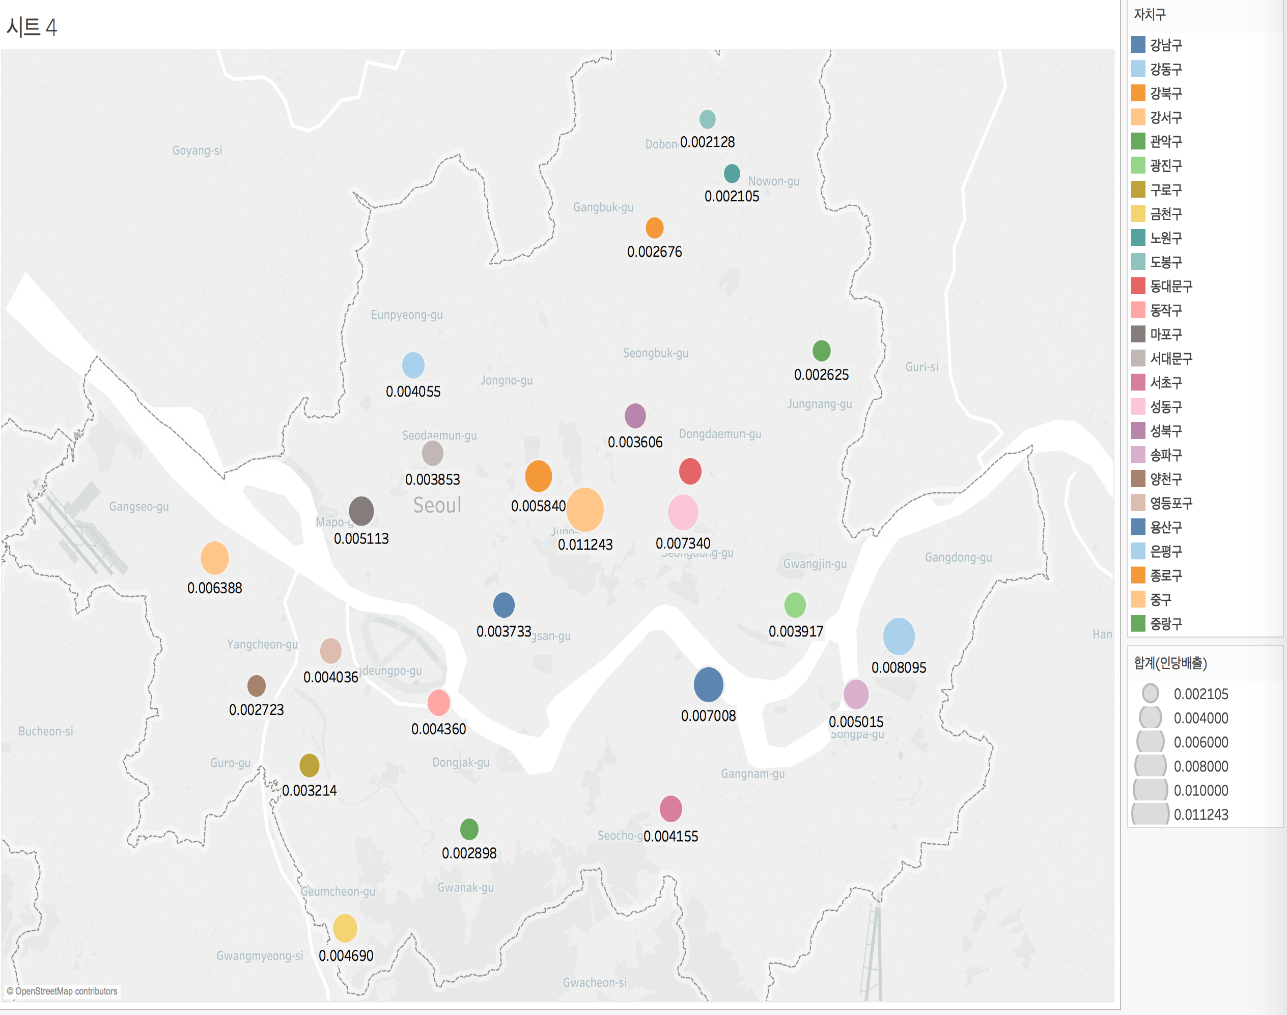 시트 4
Goyang-si
Dobon
0.002128
Nowon-gu
0.002105
Gangbuk-gu
0.002676
Eunpyeong-gu
0.004055
Seongbuk-gu
Jongno-gu
0.002625
Jungnang-gu
Guri-si
0.003606
Dongdaemun-gu
Seodaemun-gu
0.003853
Seoul
0.005840
Gangseo-gu
Mapo-g
0.005113
0.011243
0.007340
0.006388
Gwangjin-gu
Gangdong-gu
0.003733
gsan-gu
0.003917
Han
Yangcheon-gu
0.004036
deungpo-gu
0.008095
0.002723
0.004360
0.007008
0.005015
Songpa-gu
Bucheon-si
Guro-gu
Dongjak-gu
Gangnam-gu
0.003214
Seocho-g
0.004155
0.002898
Geumcheon-gu
Gwanak-gu
Gwangmyeong-si
0.004690
Gwacheon-si
© OpenStreetMap contributors
자치구
강남구
강동구
강북구
강서구
관악구
광진구
구로구
금천구
노원구
도봉구
동대문구
동작구
마포구
서대문구
서초구
성동구
성북구
송파구
양천구
영등포구
용산구
은평구
종로구
중구
중랑구
합계(인당배출)
0.002105
0.004000
0.006000
0.008000
0.010000
0.011243